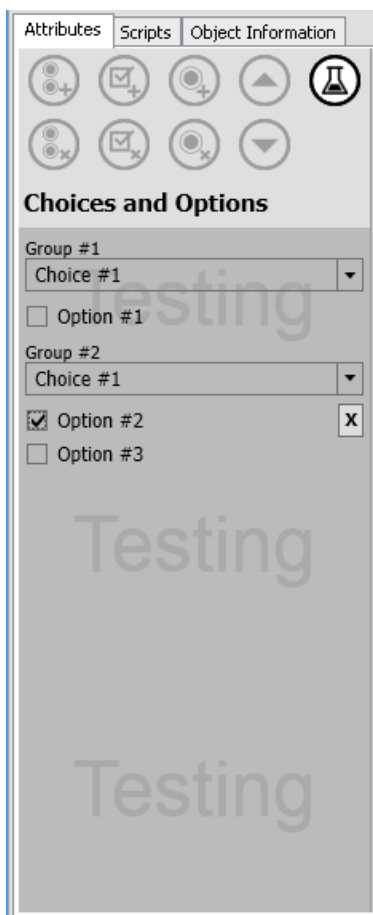 Attributes Scripts Object Information
Choices and Options
Group #1
Choice #1
Testing
Option #1
Group #2
Choice #1
Option #2 X
Option #3
Testing
Testing